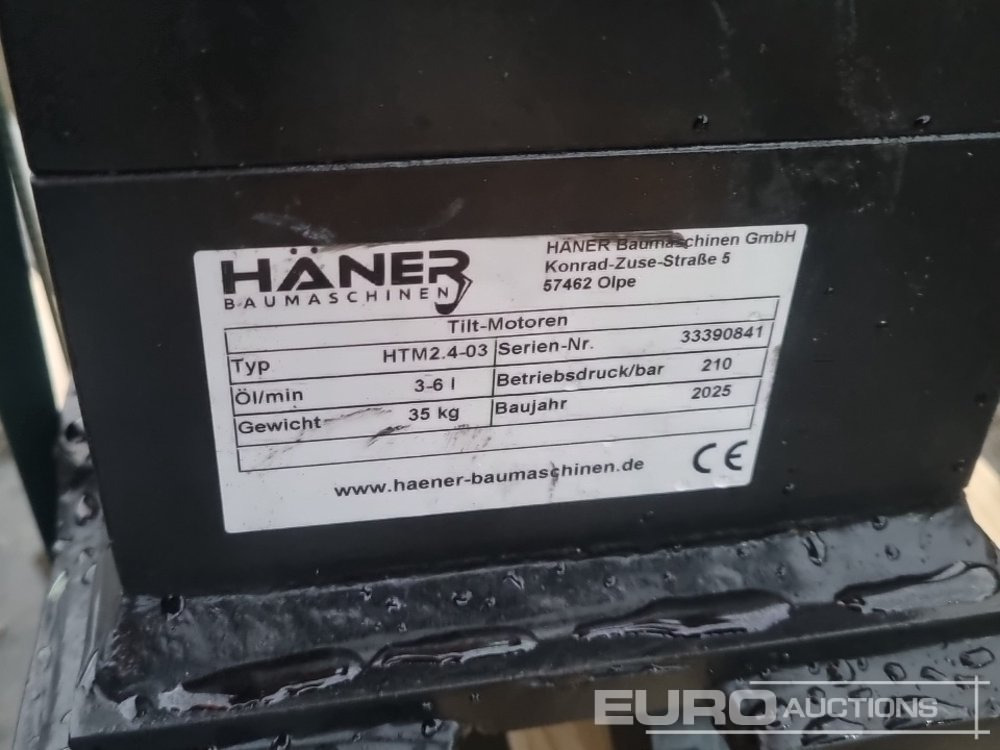 HÄNER
BAUMASCHINEN
HÄNER Baumaschinen GmbH
Konrad-Zuse-Straße 5
57462 Olpe
Tilt-Motoren
Typ HTM2.4-03 Serien-Nr. 33390841
Öl/min 3-6 l Betriebsdruck/bar 210
Gewicht 35 kg Baujahr 2025
www.haener-baumaschinen.de CE
EURO AUCTIONS